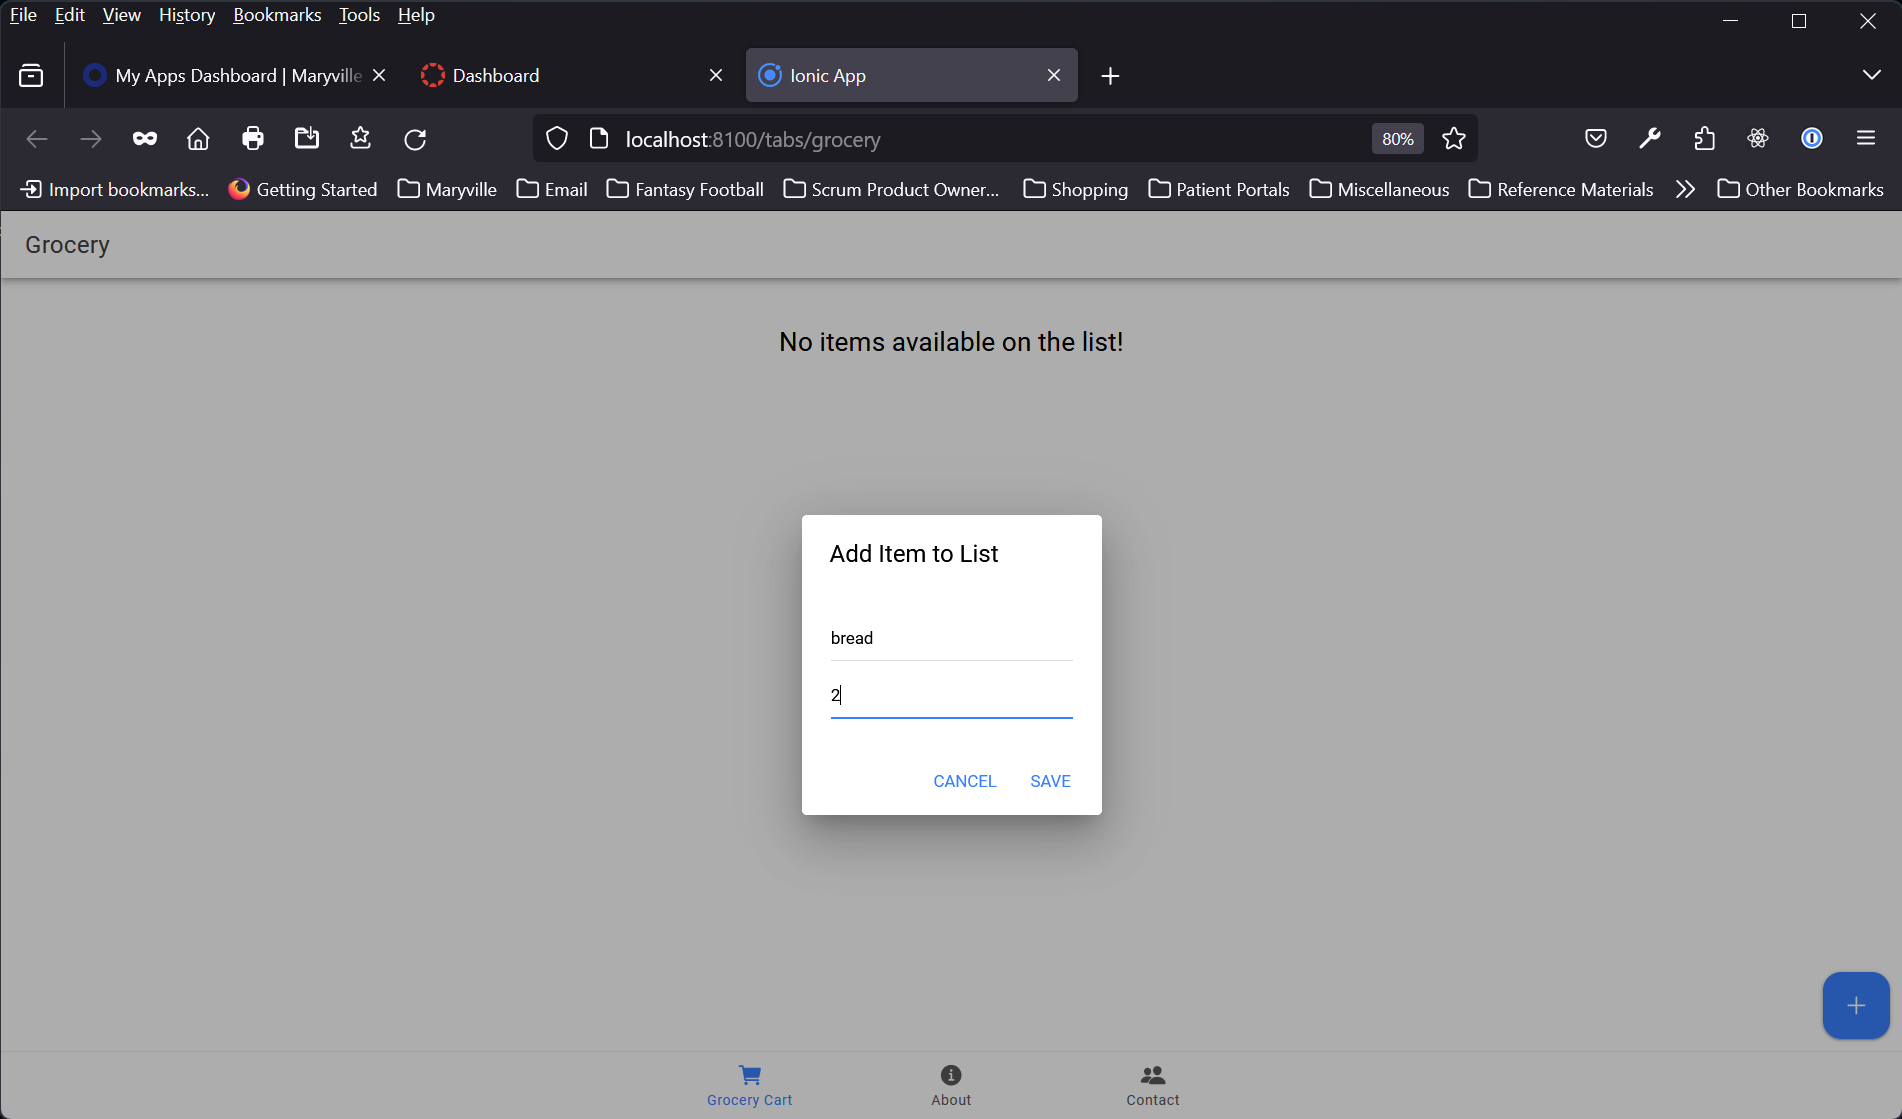 File Edit View History Bookmarks Tools Help
My Apps Dashboard | Maryville
Dashboard
Ionic App
localhost:8100/tabs/grocery
80%
Import bookmarks... Getting Started Maryville Email Fantasy Football Scrum Product Owner... Shopping Patient Portals Miscellaneous Reference Materials Other Bookmarks
Grocery
No items available on the list!
Add Item to List
bread
2
CANCEL SAVE
Grocery Cart About Contact